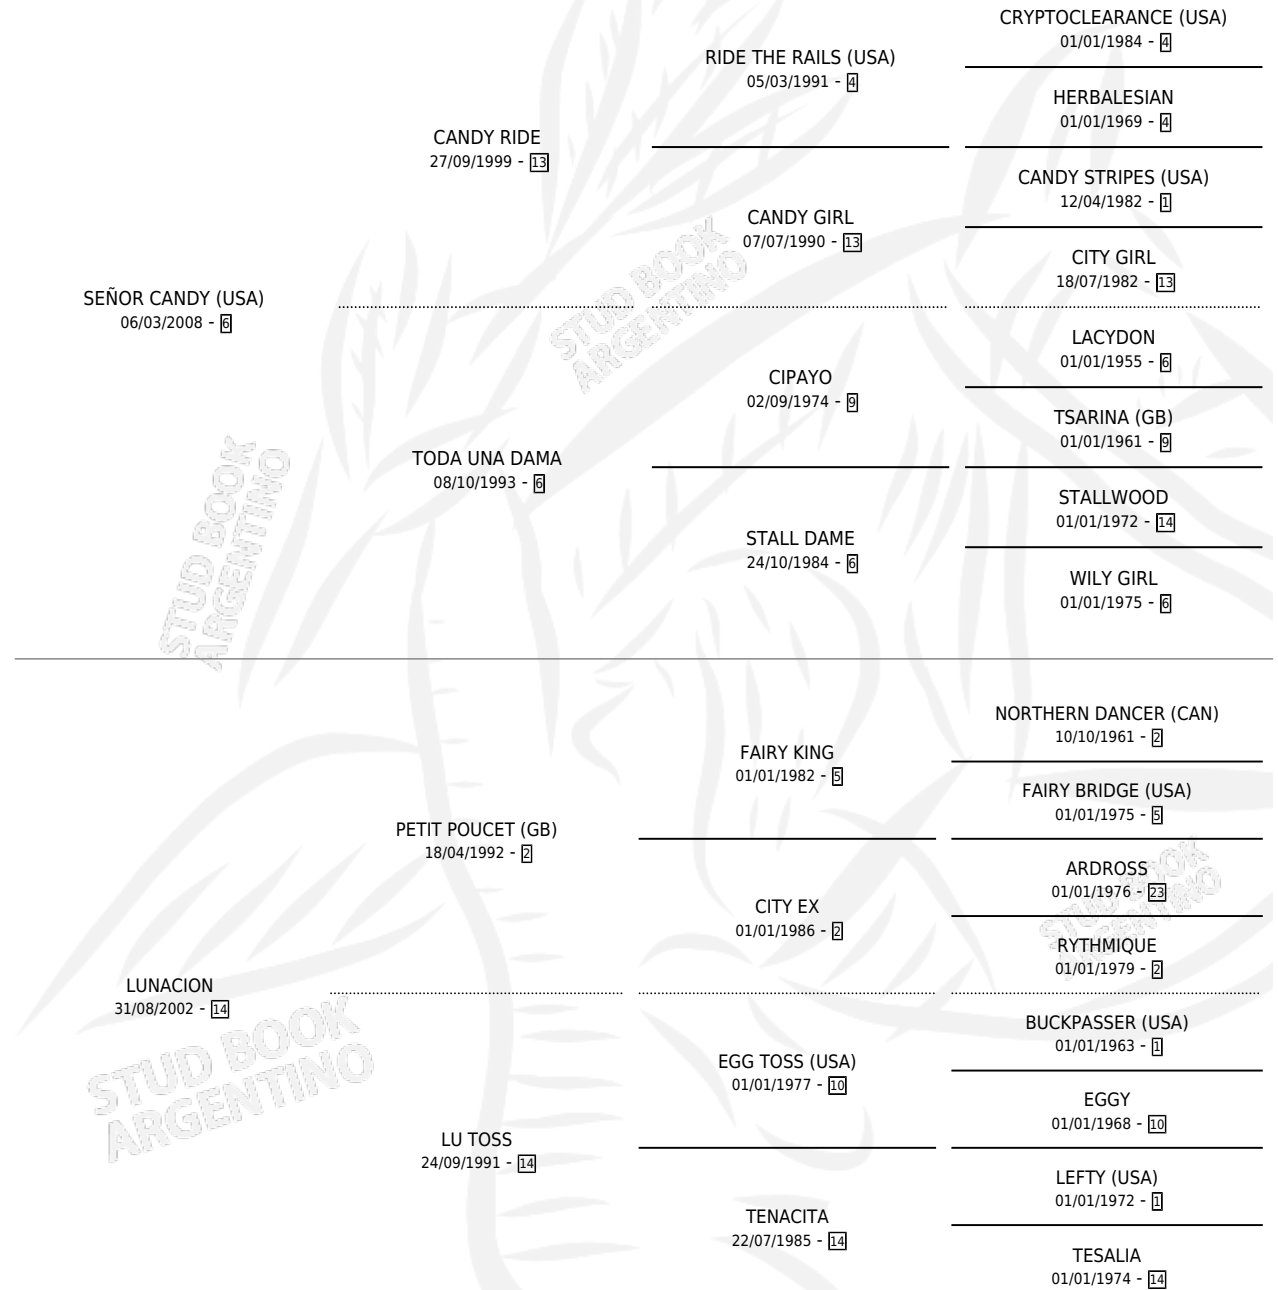 CRYPTOCLEARANCE (USA)
01/01/1984 - 4
RIDE THE RAILS (USA)
05/03/1991 - 4
HERBALESIAN
01/01/1969 - 4
CANDY RIDE
27/09/1999 - 13
CANDY STRIPES (USA)
12/04/1982 - 1
CANDY GIRL
07/07/1990 - 13
CITY GIRL
18/07/1982 - 13
SEÑOR CANDY (USA)
06/03/2008 - 6
LACYDON
01/01/1955 - 6
CIPAYO
02/09/1974 - 9
TSARINA (GB)
01/01/1961 - 9
TODA UNA DAMA
08/10/1993 - 6
STALLWOOD
01/01/1972 - 14
STALL DAME
24/10/1984 - 6
WILY GIRL
01/01/1975 - 6
NORTHERN DANCER (CAN)
10/10/1961 - 2
FAIRY KING
01/01/1982 - 5
FAIRY BRIDGE (USA)
01/01/1975 - 5
PETIT POUCET (GB)
18/04/1992 - 2
ARDROSS
01/01/1976 - 23
CITY EX
01/01/1986 - 2
RYTHMIQUE
01/01/1979 - 2
LUNACION
31/08/2002 - 14
BUCKPASSER (USA)
01/01/1963 - 1
EGG TOSS (USA)
01/01/1977 - 10
EGGY
01/01/1968 - 10
LU TOSS
24/09/1991 - 14
LEFTY (USA)
01/01/1972 - 1
TENACITA
22/07/1985 - 14
TESALIA
01/01/1974 - 14
STUD BOOK
ARGENTINO
STUD BOOK
ARGENTINO
STUD BOOK
ARGENTINO
STUD BOOK
ARGENTINO